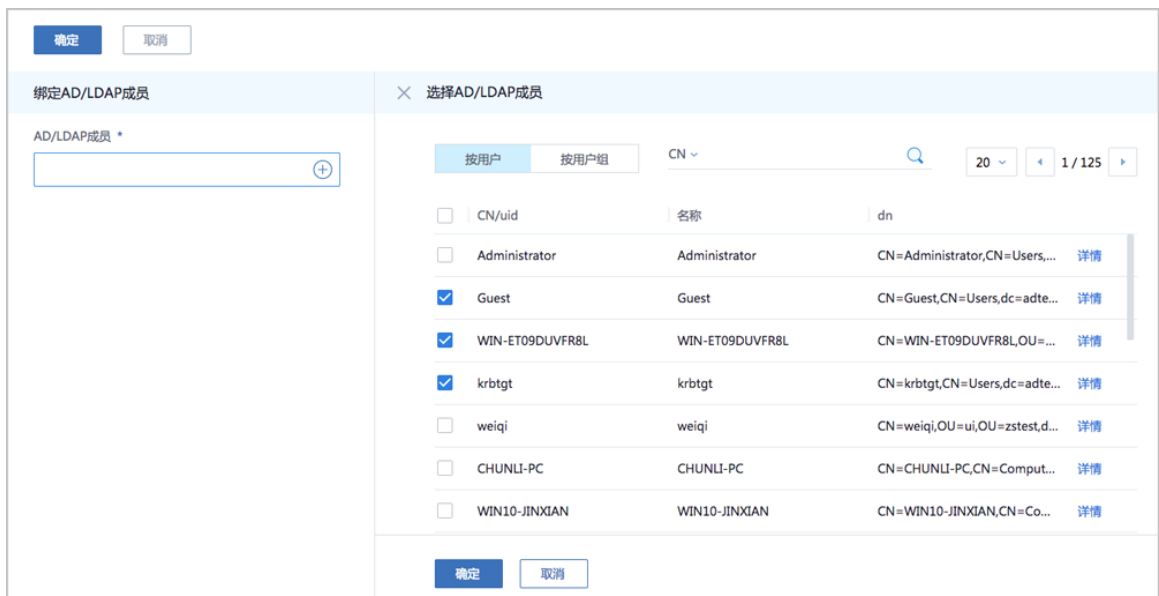 确定 取消
绑定AD/LDAP成员
选择AD/LDAP成员
AD/LDAP成员 *
按用户 按用户组 CN 20 1 / 125
CN/uid 名称 dn
Administrator Administrator CN=Administrator,CN=Users,... 详情
Guest Guest CN=Guest,CN=Users,dc=adte... 详情
WIN-ET09DUVFR8L WIN-ET09DUVFR8L CN=WIN-ET09DUVFR8L,OU=... 详情
krbtgt krbtgt CN=krbtgt,CN=Users,dc=adte... 详情
weiqi weiqi CN=weiqi,OU=ui,OU=zstest,d... 详情
CHUNLI-PC CHUNLI-PC CN=CHUNLI-PC,CN=Comput... 详情
WIN10-JINXIAN WIN10-JINXIAN CN=WIN10-JINXIAN,CN=Co... 详情
确定 取消